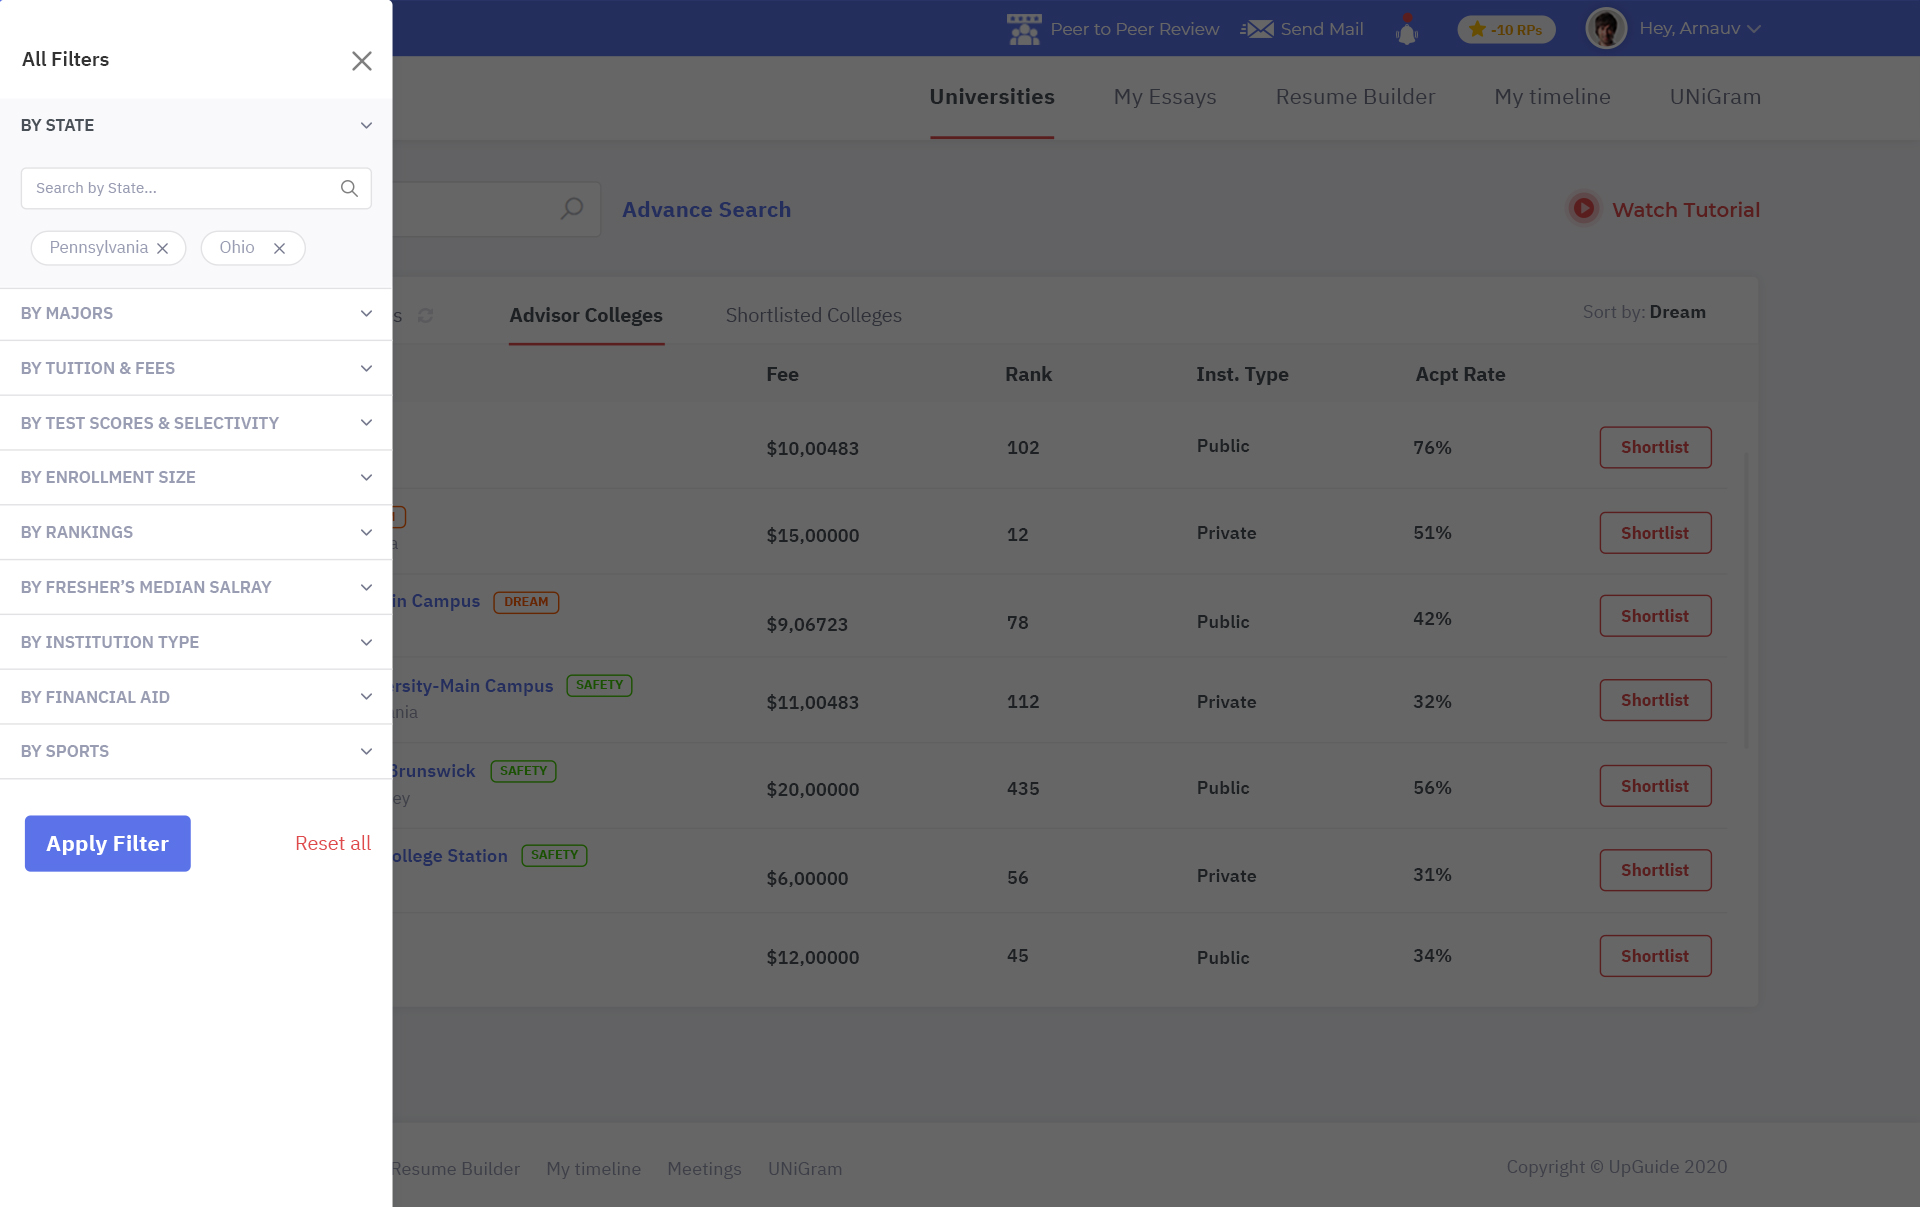 Peer to Peer Review
Send Mail
-10 RPs
Hey, Arnauv
Universities
My Essays
Resume Builder
My timeline
UNiGram
All Filters
BY STATE
Search by State...
Pennsylvania
Ohio
BY MAJORS
BY TUITION & FEES
BY TEST SCORES & SELECTIVITY
BY ENROLLMENT SIZE
BY RANKINGS
BY FRESHER’S MEDIAN SALRAY
BY INSTITUTION TYPE
BY FINANCIAL AID
BY SPORTS
Apply Filter
Reset all
Advance Search
Watch Tutorial
Advisor Colleges
Shortlisted Colleges
Sort by: Dream
Fee Rank Inst. Type Acpt Rate
$10,00483 102 Public 76% Shortlist
$15,00000 12 Private 51% Shortlist
in Campus DREAM
$9,06723 78 Public 42% Shortlist
ersity-Main Campus SAFETY
ania
$11,00483 112 Private 32% Shortlist
Brunswick SAFETY
ey
$20,00000 435 Public 56% Shortlist
ollege Station SAFETY
$6,00000 56 Private 31% Shortlist
$12,00000 45 Public 34% Shortlist
Resume Builder
My timeline
Meetings
UNiGram
Copyright © UpGuide 2020